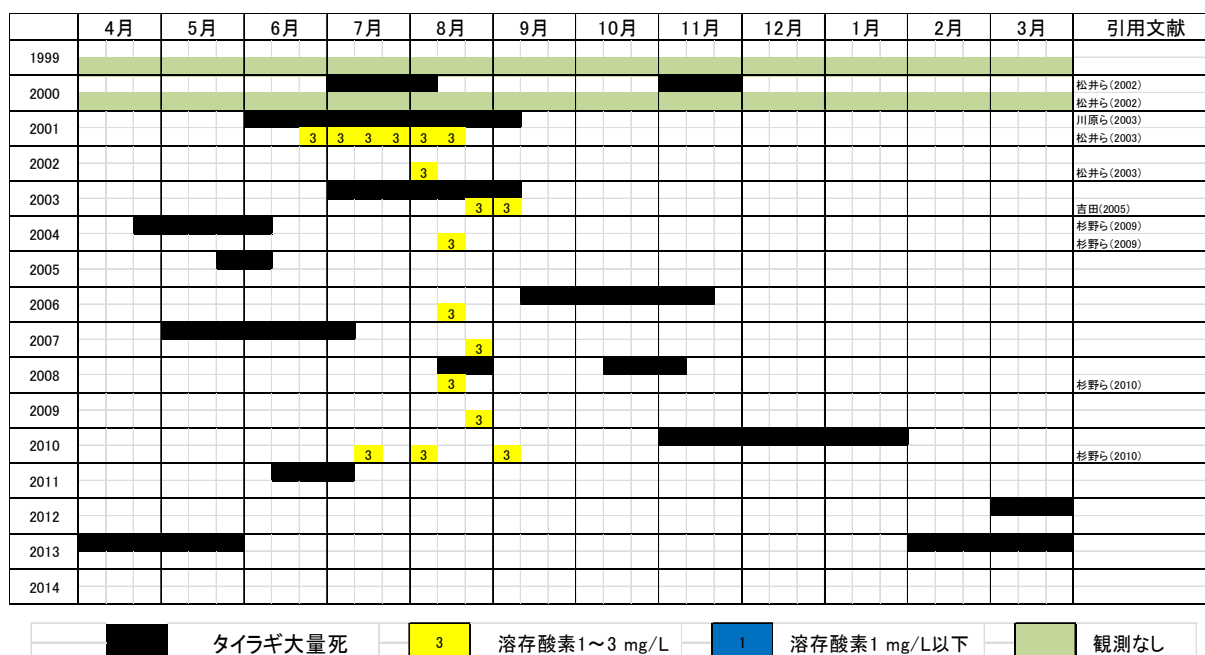 4月 5月 6月 7月 8月 9月 10月 11月 12月 1月 2月 3月 引用文献
1999
2000 松井ら(2002)
松井ら(2002)
2001 川原ら(2003)
3 3 3 3 3 3 松井ら(2003)
2002
3 松井ら(2003)
2003
3 3 吉田(2005)
2004 杉野ら(2009)
3 杉野ら(2009)
2005
2006
3
2007
3
2008
3 杉野ら(2010)
2009
3
2010
3 3 3 杉野ら(2010)
2011
2012
2013
2014
タイラギ大量死 3 溶存酸素1～3 mg/L 1 溶存酸素1 mg/L以下 観測なし